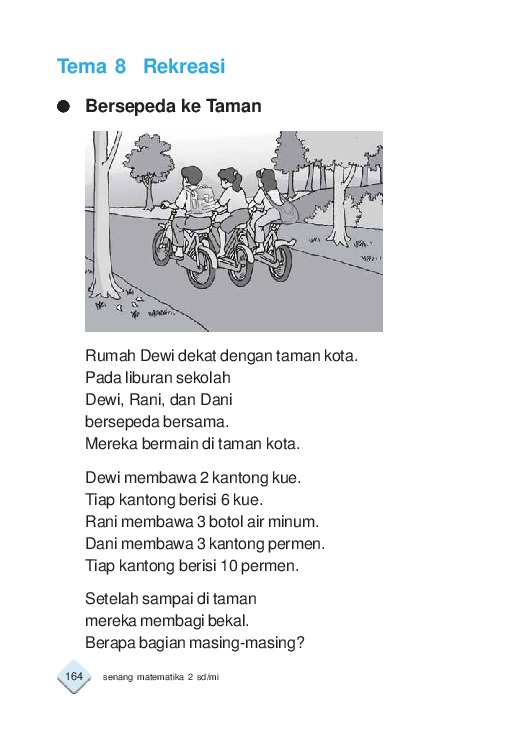 Tema 8 Rekreasi
Bersepeda ke Taman
Rumah Dewi dekat dengan taman kota.
Pada liburan sekolah
Dewi, Rani, dan Dani
bersepeda bersama.
Mereka bermain di taman kota.
Dewi membawa 2 kantong kue.
Tiap kantong berisi 6 kue.
Rani membawa 3 botol air minum.
Dani membawa 3 kantong permen.
Tiap kantong berisi 10 permen.
Setelah sampai di taman
mereka membagi bekal.
Berapa bagian masing-masing?
164 senang matematika 2 sd/mi